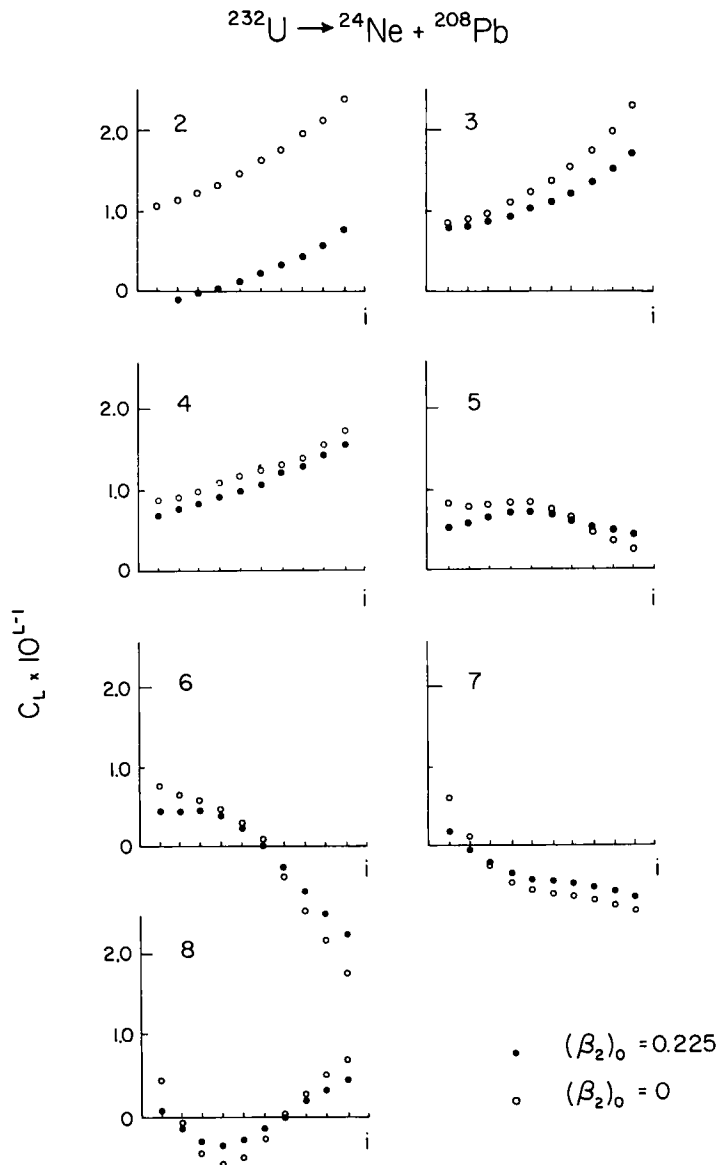 ²³²U → ²⁴Ne + ²⁰⁸Pb
2
2.0
1.0
0
i
3
i
4
2.0
1.0
0
i
5
i
C_L × 10^{L-1}
6
2.0
1.0
0
i
7
i
8
2.0
1.0
0
i
• (β₂)₀ = 0.225
○ (β₂)₀ = 0